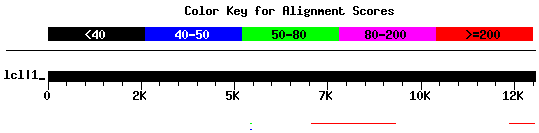 Color Key for Alignment Scores
<40 40-50 50-80 80-200 >=200
lcl|1_
0 2K 5K 7K 10K 12K